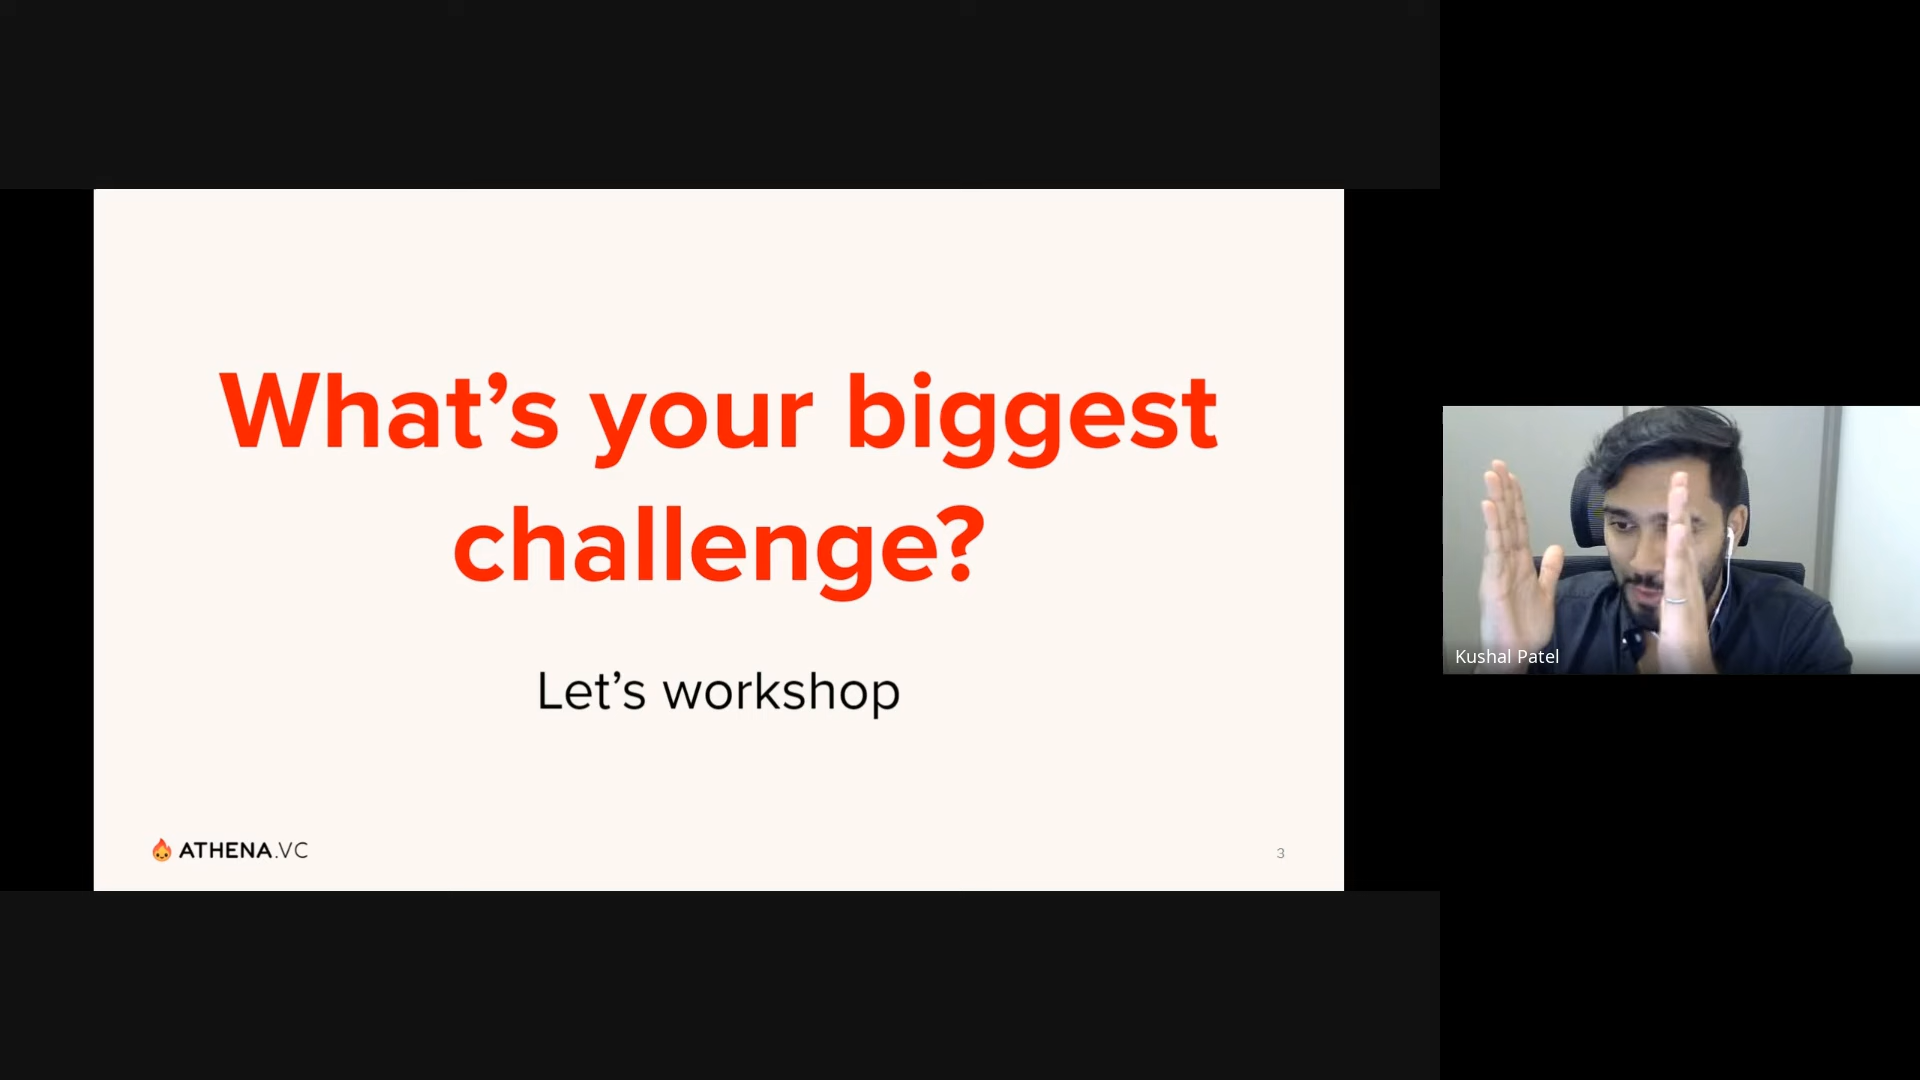 What’s your biggest
challenge?
Let’s workshop
ATHENA.VC
3
Kushal Patel